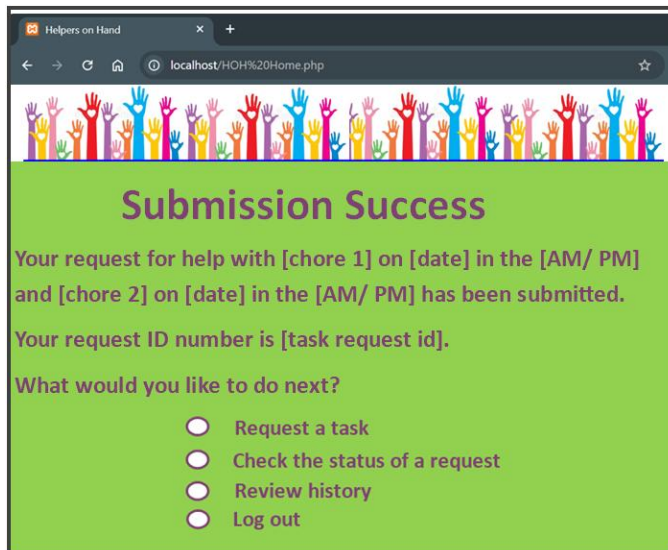 Helpers on Hand
localhost/HOH%20Home.php
Submission Success
Your request for help with [chore 1] on [date] in the [AM/ PM]
and [chore 2] on [date] in the [AM/ PM] has been submitted.
Your request ID number is [task request id].
What would you like to do next?
Request a task
Check the status of a request
Review history
Log out